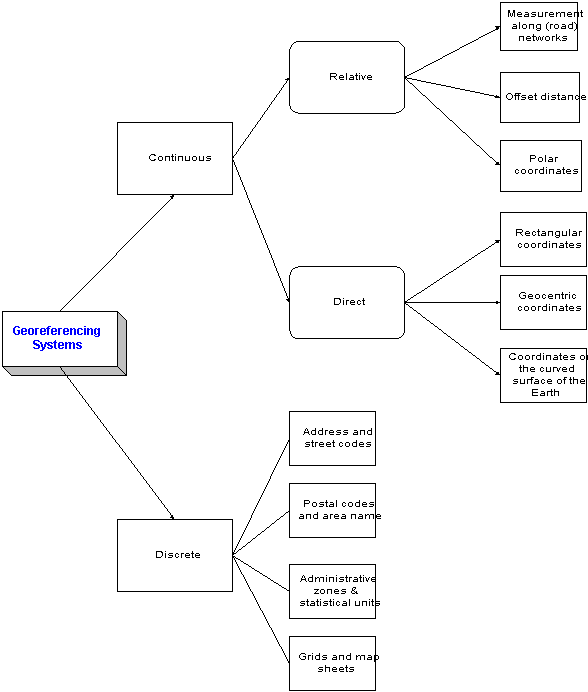 Georeferencing
Systems
Continuous
Relative
Measurement
along (road)
networks
Offset distance
Polar
coordinates
Direct
Rectangular
coordinates
Geocentric
coordinates
Coordinates
the curved
surface of the
Earth
Discrete
Address and
street codes
Postal codes
and area name
Administrative
zones &
statistical units
Grids and map
sheets